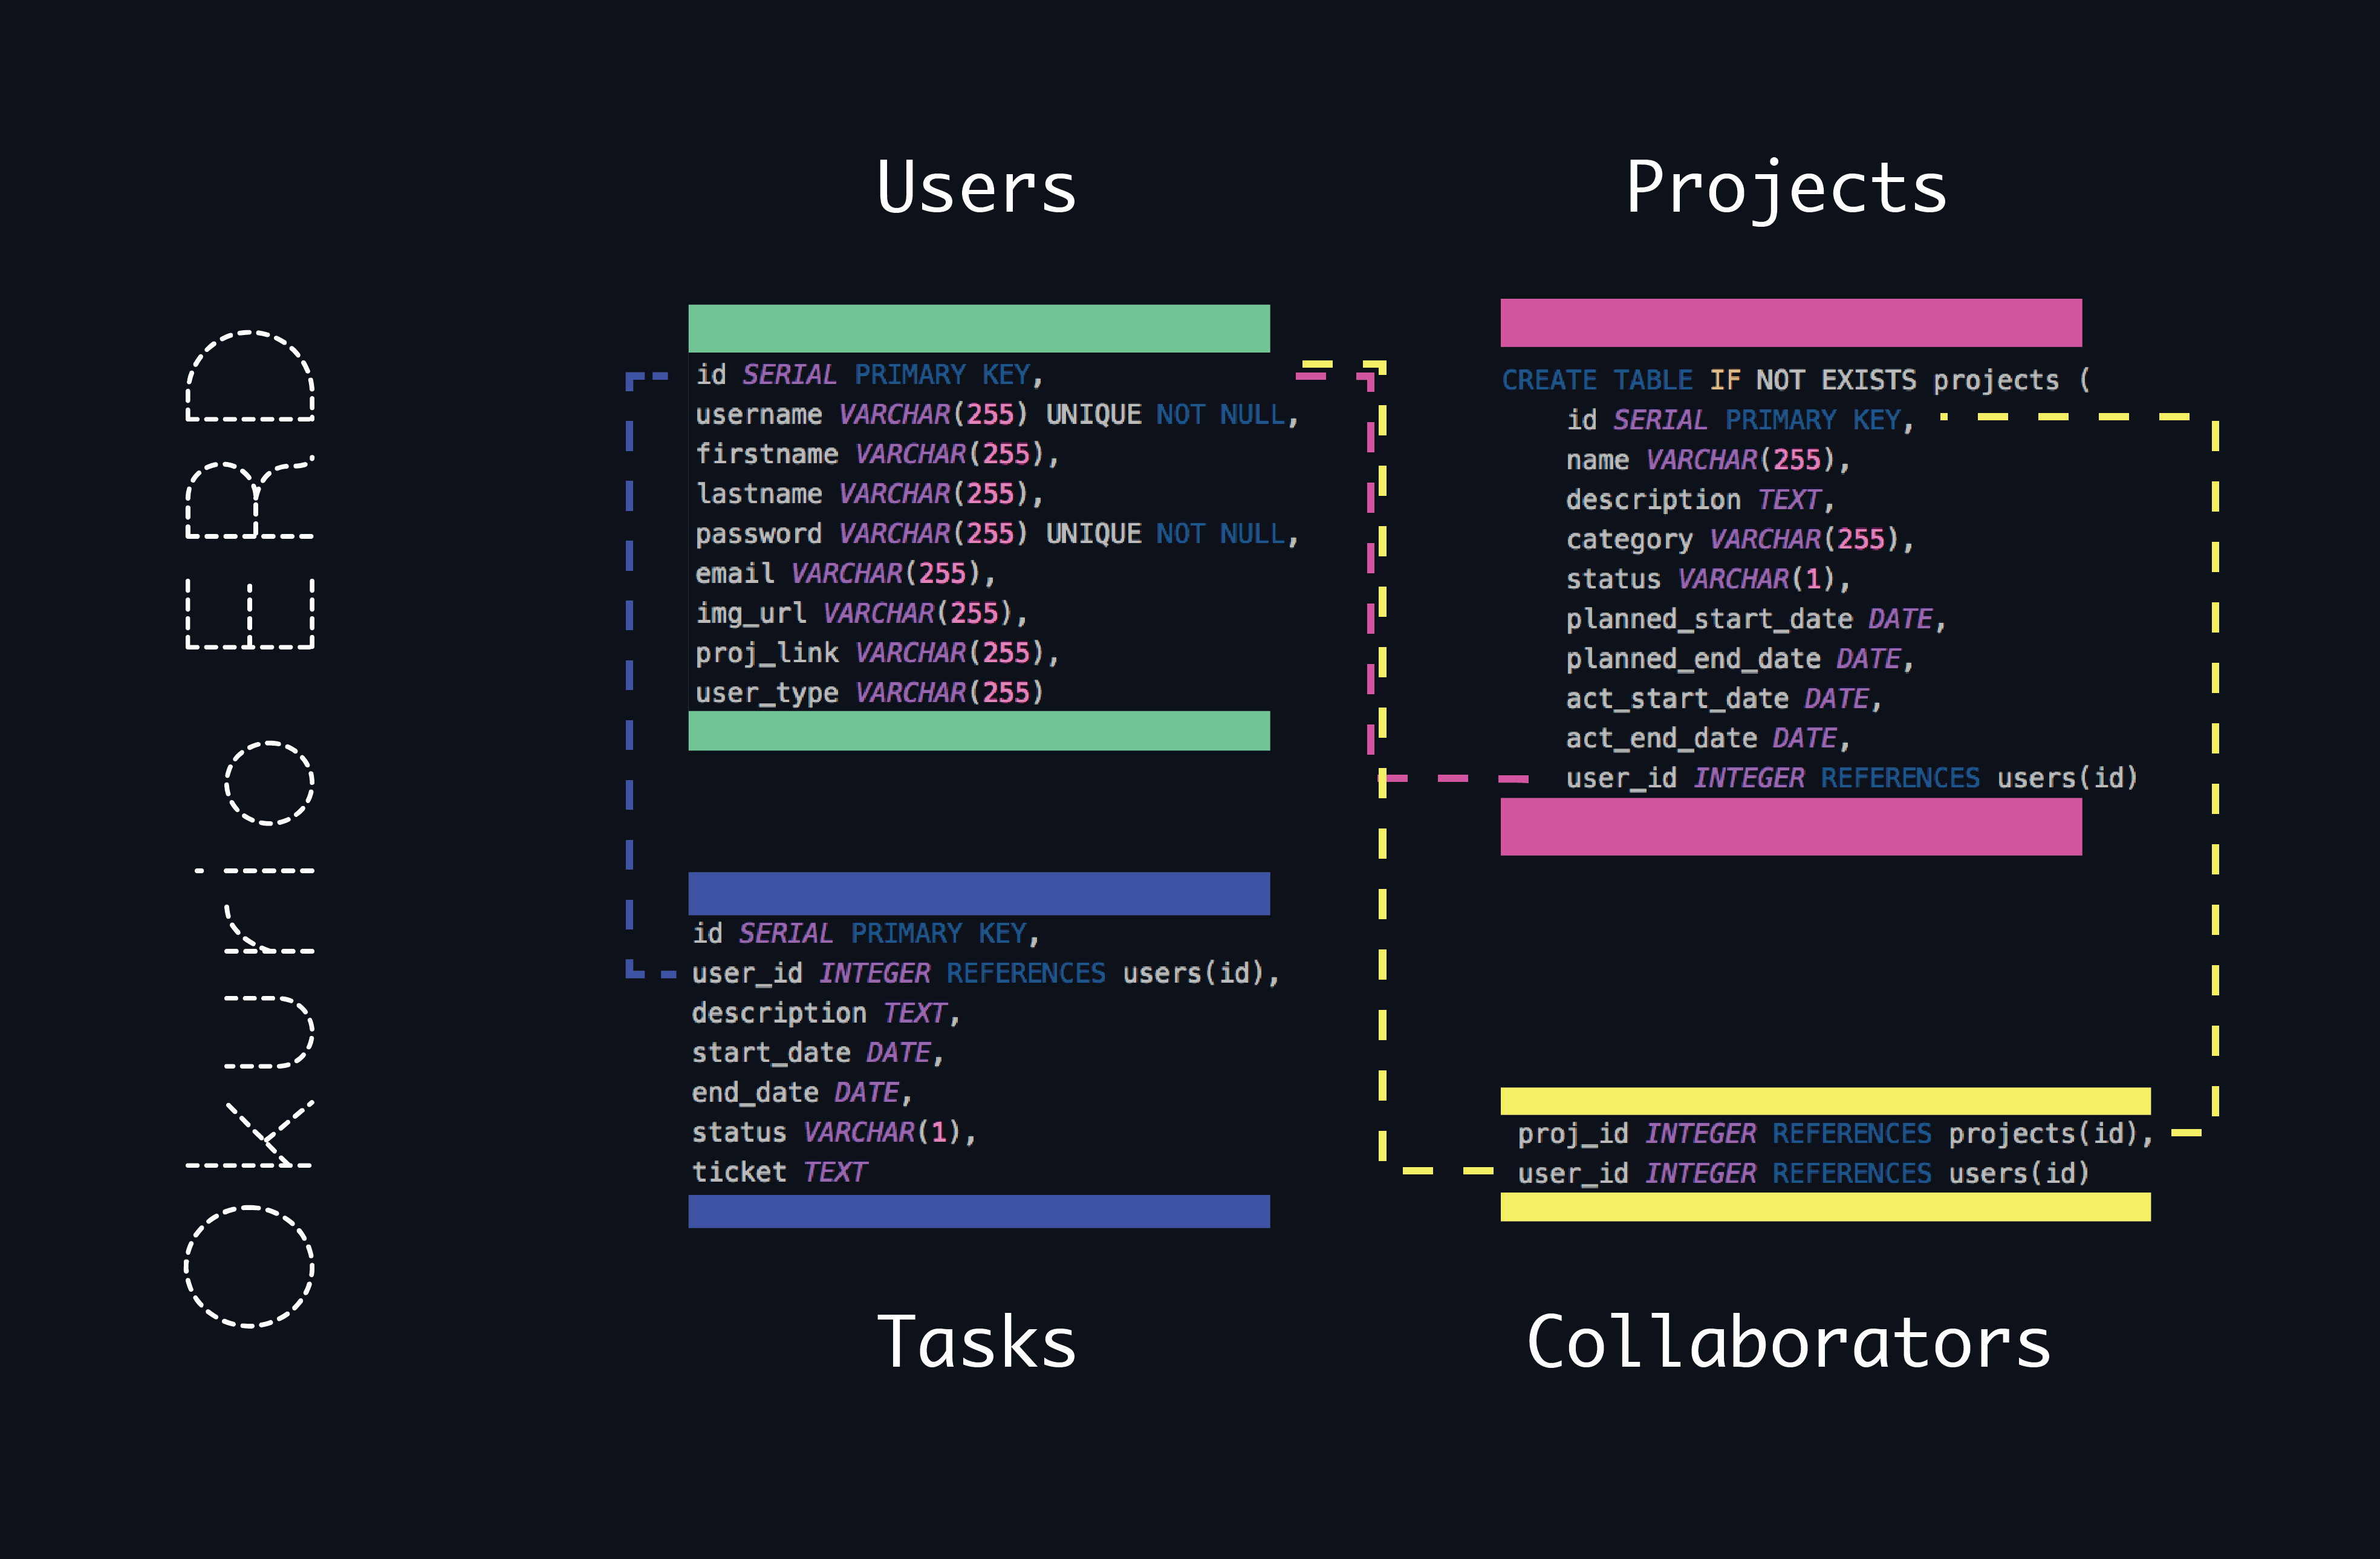 Okurio ERD
Users
id SERIAL PRIMARY KEY,
username VARCHAR(255) UNIQUE NOT NULL,
firstname VARCHAR(255),
lastname VARCHAR(255),
password VARCHAR(255) UNIQUE NOT NULL,
email VARCHAR(255),
img_url VARCHAR(255),
proj_link VARCHAR(255),
user_type VARCHAR(255)
Projects
CREATE TABLE IF NOT EXISTS projects (
id SERIAL PRIMARY KEY,
name VARCHAR(255),
description TEXT,
category VARCHAR(255),
status VARCHAR(1),
planned_start_date DATE,
planned_end_date DATE,
act_start_date DATE,
act_end_date DATE,
user_id INTEGER REFERENCES users(id)
id SERIAL PRIMARY KEY,
user_id INTEGER REFERENCES users(id),
description TEXT,
start_date DATE,
end_date DATE,
status VARCHAR(1),
ticket TEXT
Tasks
proj_id INTEGER REFERENCES projects(id),
user_id INTEGER REFERENCES users(id)
Collaborators